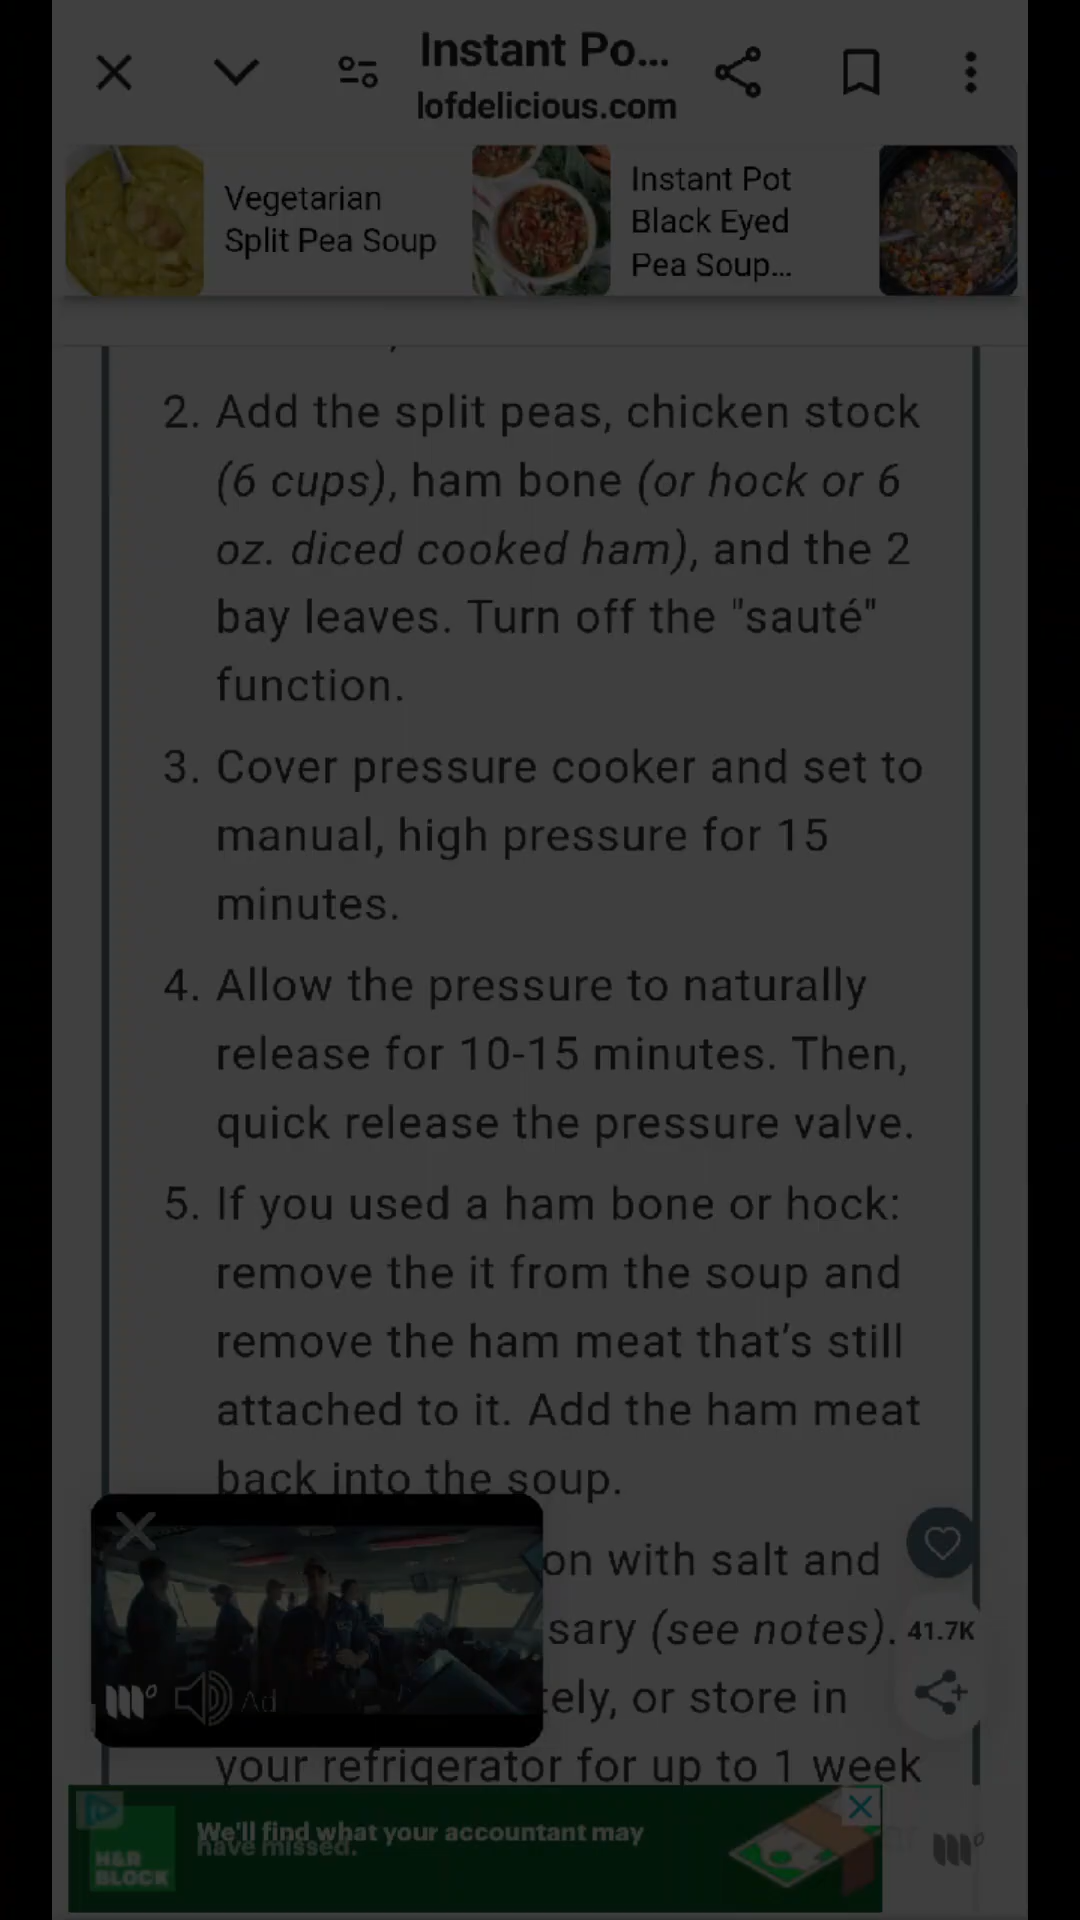 Instant Po...
lofdelicious.com
Vegetarian
Split Pea Soup
Instant Pot
Black Eyed
Pea Soup...
2. Add the split peas, chicken stock
(6 cups), ham bone (or hock or 6
oz. diced cooked ham), and the 2
bay leaves. Turn off the "sauté"
function.
3. Cover pressure cooker and set to
manual, high pressure for 15
minutes.
4. Allow the pressure to naturally
release for 10-15 minutes. Then,
quick release the pressure valve.
5. If you used a ham bone or hock:
remove the it from the soup and
remove the ham meat that's still
attached to it. Add the ham meat
back into the soup.
on with salt and
sary (see notes).
41.7K
Ad
tely, or store in
your refrigerator for up to 1 week
We'll find what your accountant may
have missed.
H&R
BLOCK